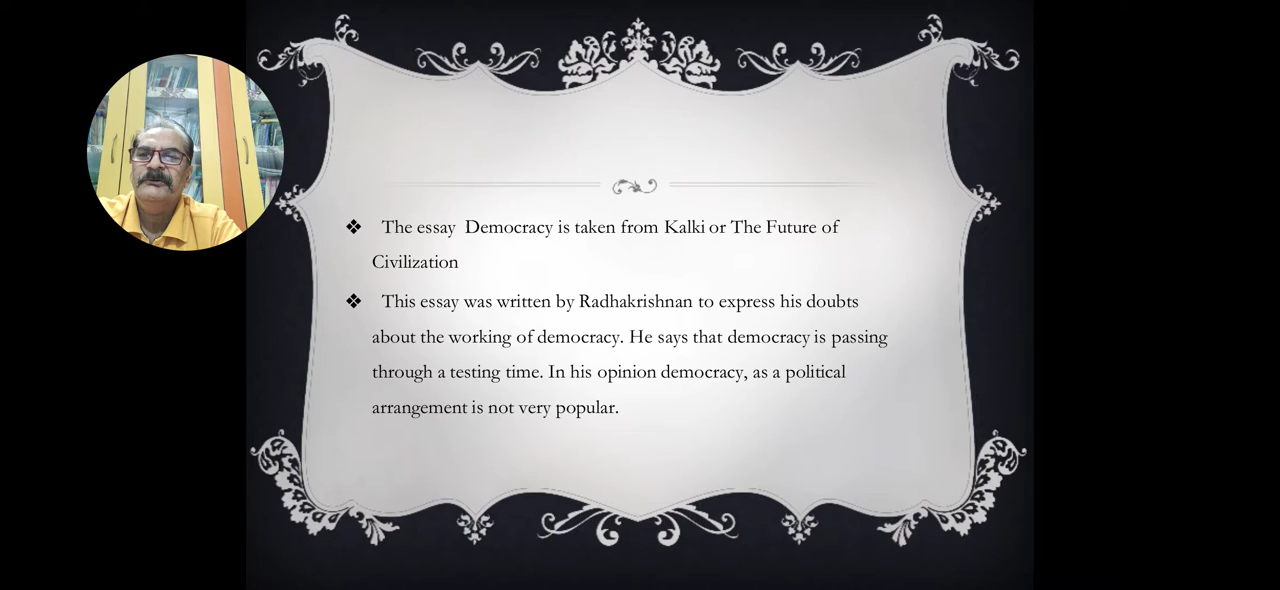 ❖ The essay  Democracy is taken from Kalki or The Future of
Civilization
❖ This essay was written by Radhakrishnan to express his doubts
about the working of democracy. He says that democracy is passing
through a testing time. In his opinion democracy, as a political
arrangement is not very popular.